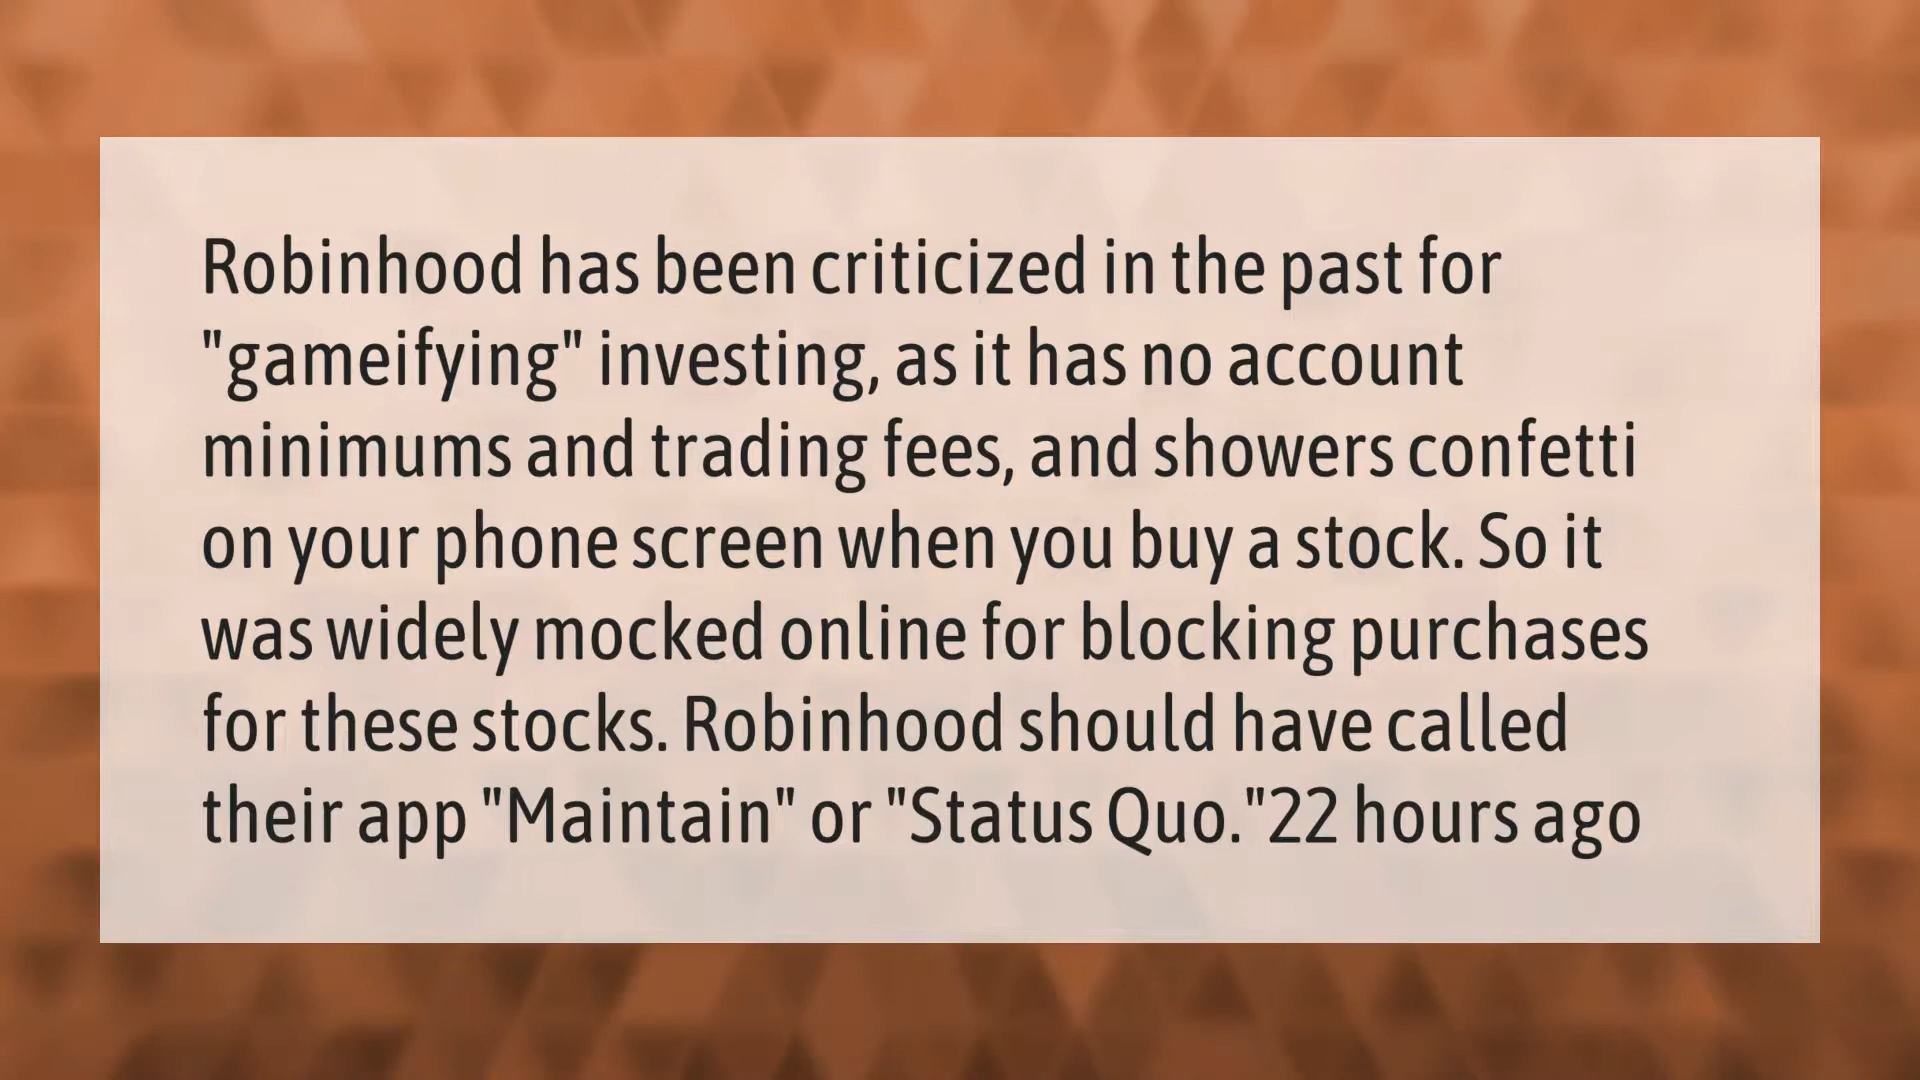 Robinhood has been criticized in the past for
"gameifying" investing, as it has no account
minimums and trading fees, and showers confetti
on your phone screen when you buy a stock. So it
was widely mocked online for blocking purchases
for these stocks. Robinhood should have called
their app "Maintain" or "Status Quo."22 hours ago